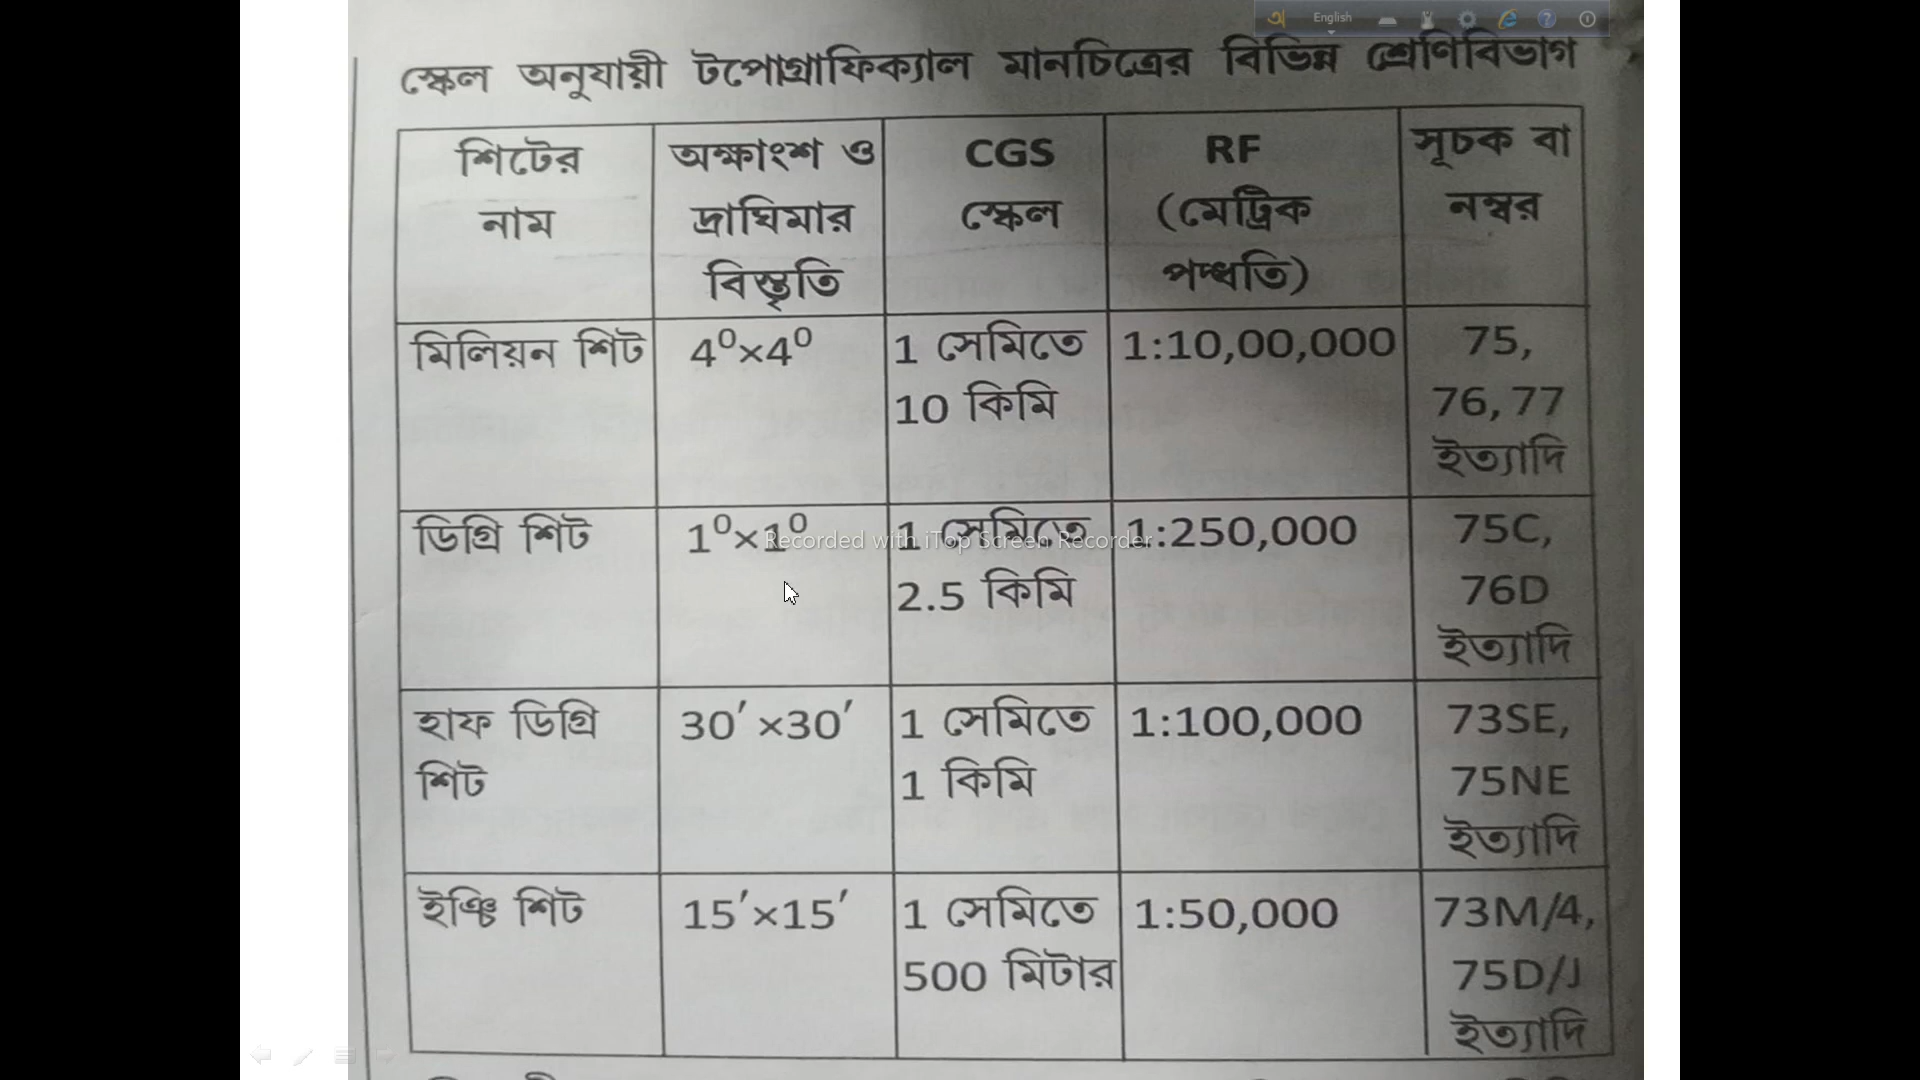 English
স্কেল অনুযায়ী টপোগ্রাফিক্যাল মানচিত্রের বিভিন্ন শ্রেণিবিভাগ
শিটের নাম
অক্ষাংশ ও দ্রাঘিমার বিস্তৃতি
CGS স্কেল
RF (মেট্রিক পদ্ধতি)
সূচক বা নম্বর
মিলিয়ন শিট
4⁰×4⁰
1 সেমিতে
10 কিমি
1:10,00,000
75,
76, 77
ইত্যাদি
ডিগ্রি শিট
1⁰×1⁰
1 সেমিতে
2.5 কিমি
1:250,000
75C,
76D
ইত্যাদি
Recorded with iTop Screen Recorder
হাফ ডিগ্রি
শিট
30′×30′
1 সেমিতে
1 কিমি
1:100,000
73SE,
75NE
ইত্যাদি
ইঞ্চি শিট
15′×15′
1 সেমিতে
500 মিটার
1:50,000
73M/4,
75D/J
ইত্যাদি